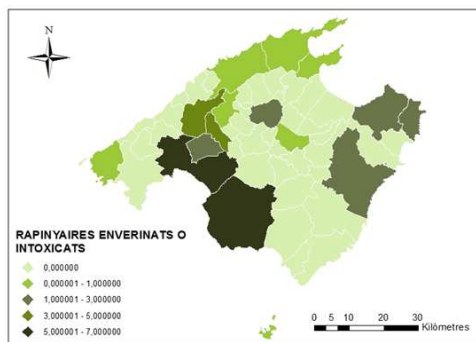 N
RAPINYAIRES ENVERINATS O
INTOXICATS
0,000000
0,000001 - 1,000000
1,000001 - 3,000000
3,000001 - 5,000000
5,000001 - 7,000000
0 5 10 20 30
Kilòmetres